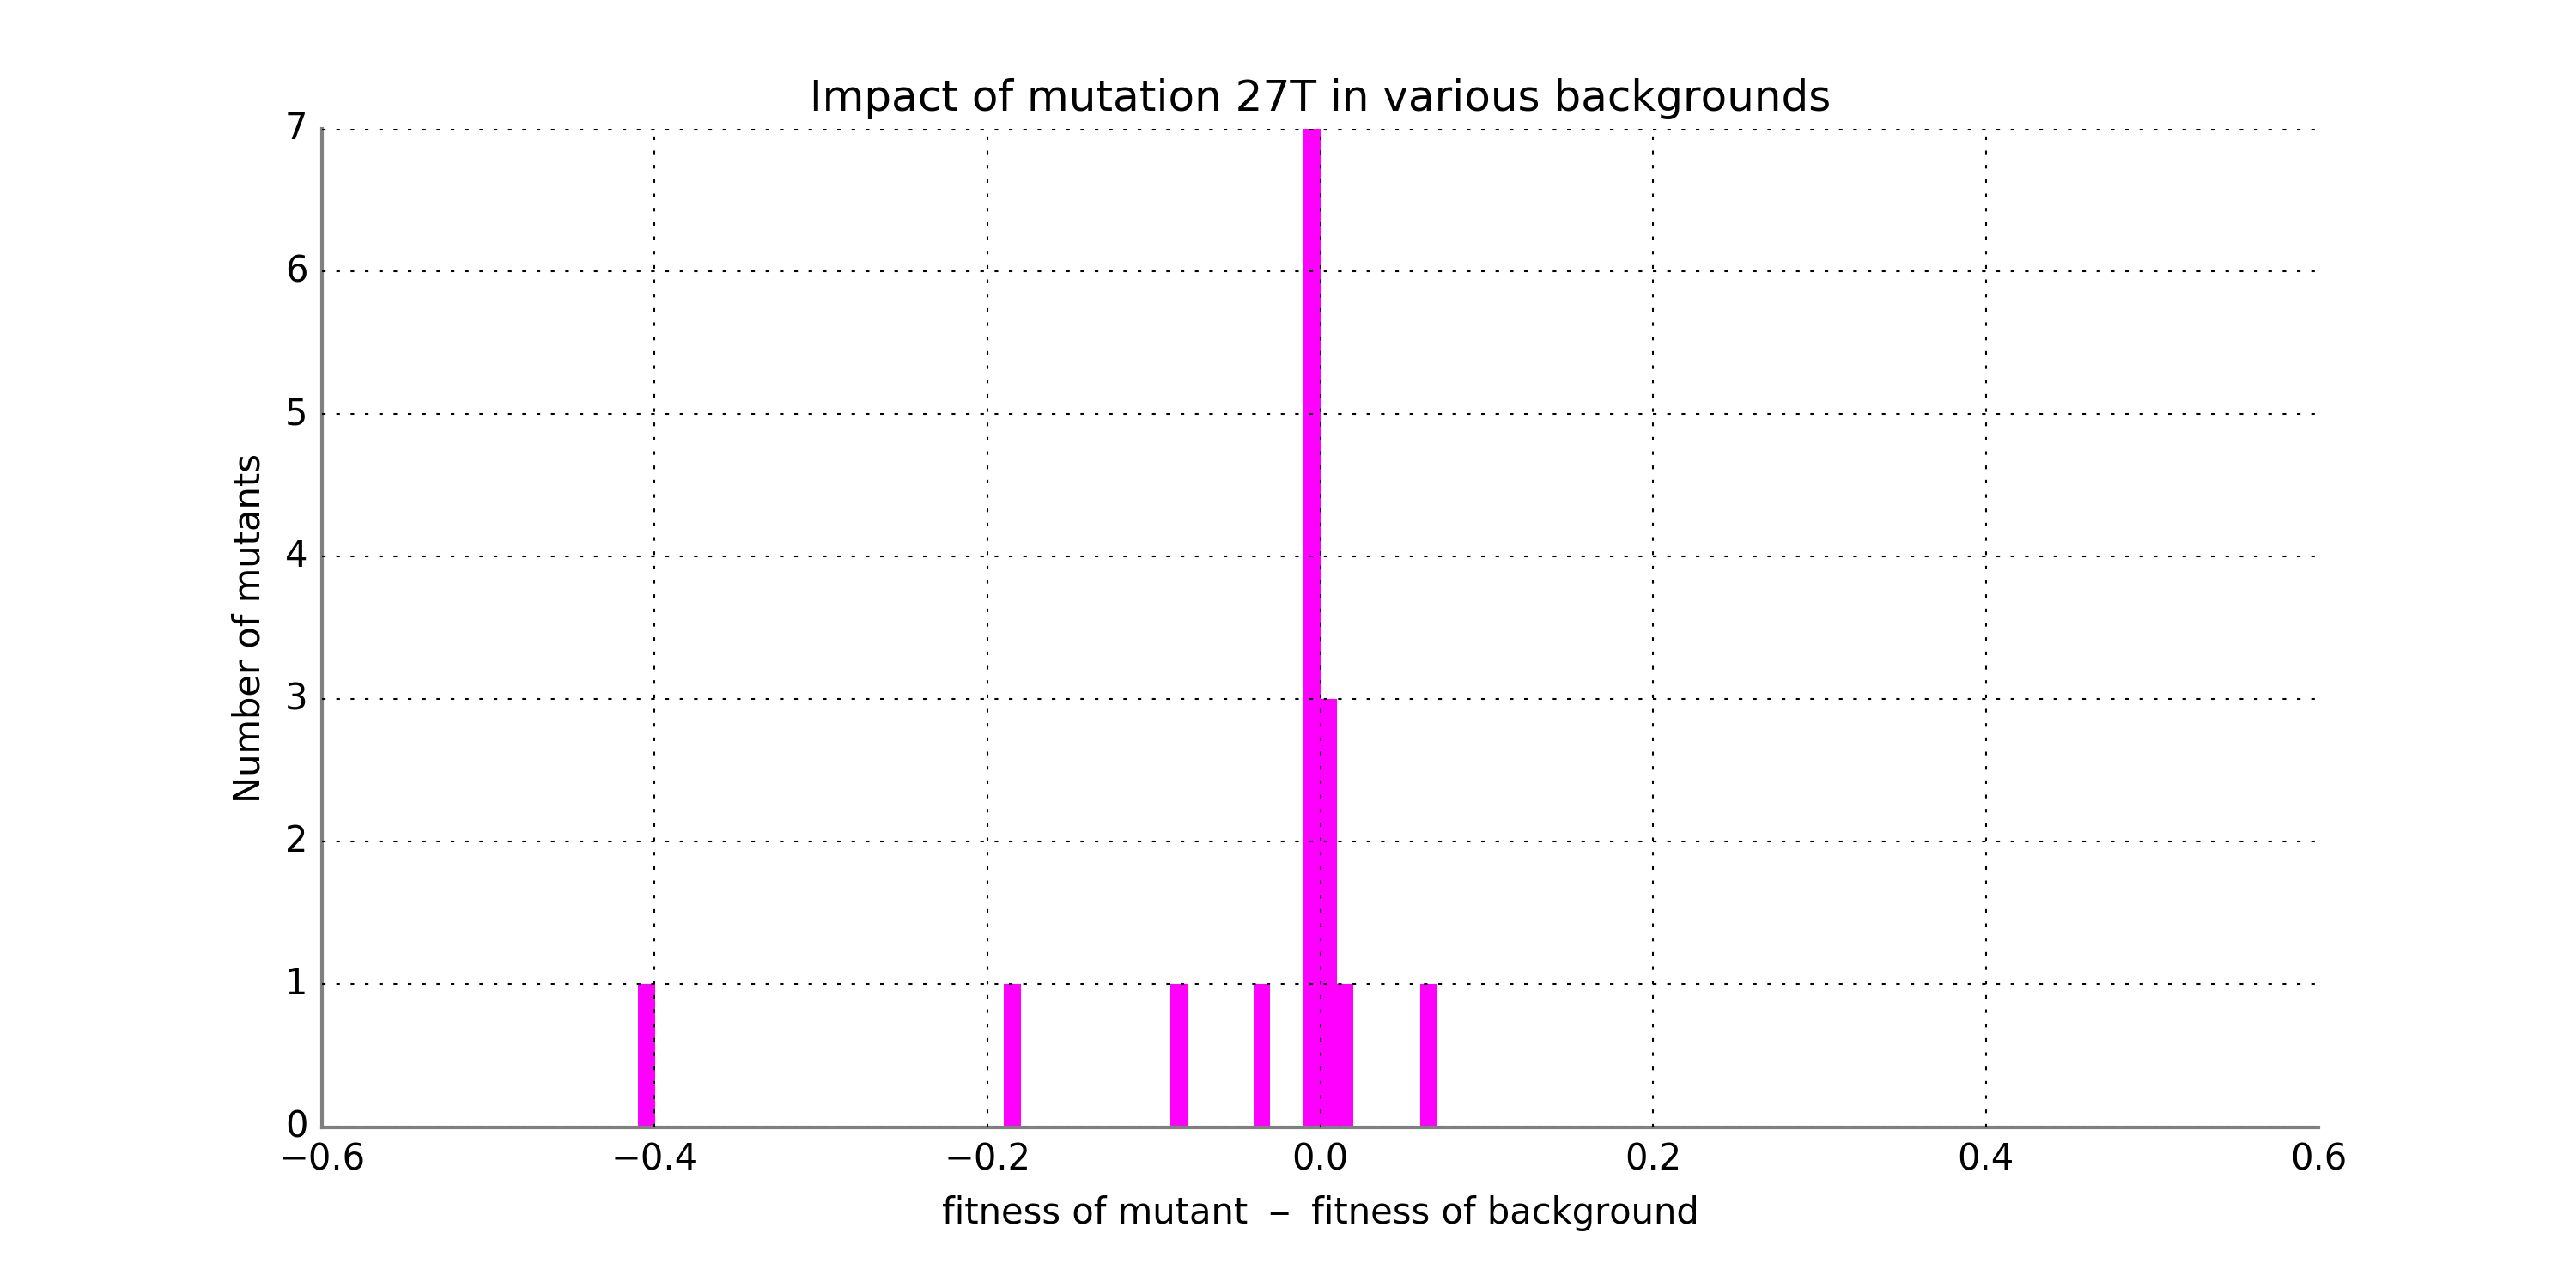 Impact of mutation 27T in various backgrounds
7
6
5
4
3
2
1
0
Number of mutants
−0.6 −0.4 −0.2 0.0 0.2 0.4 0.6
fitness of mutant − fitness of background